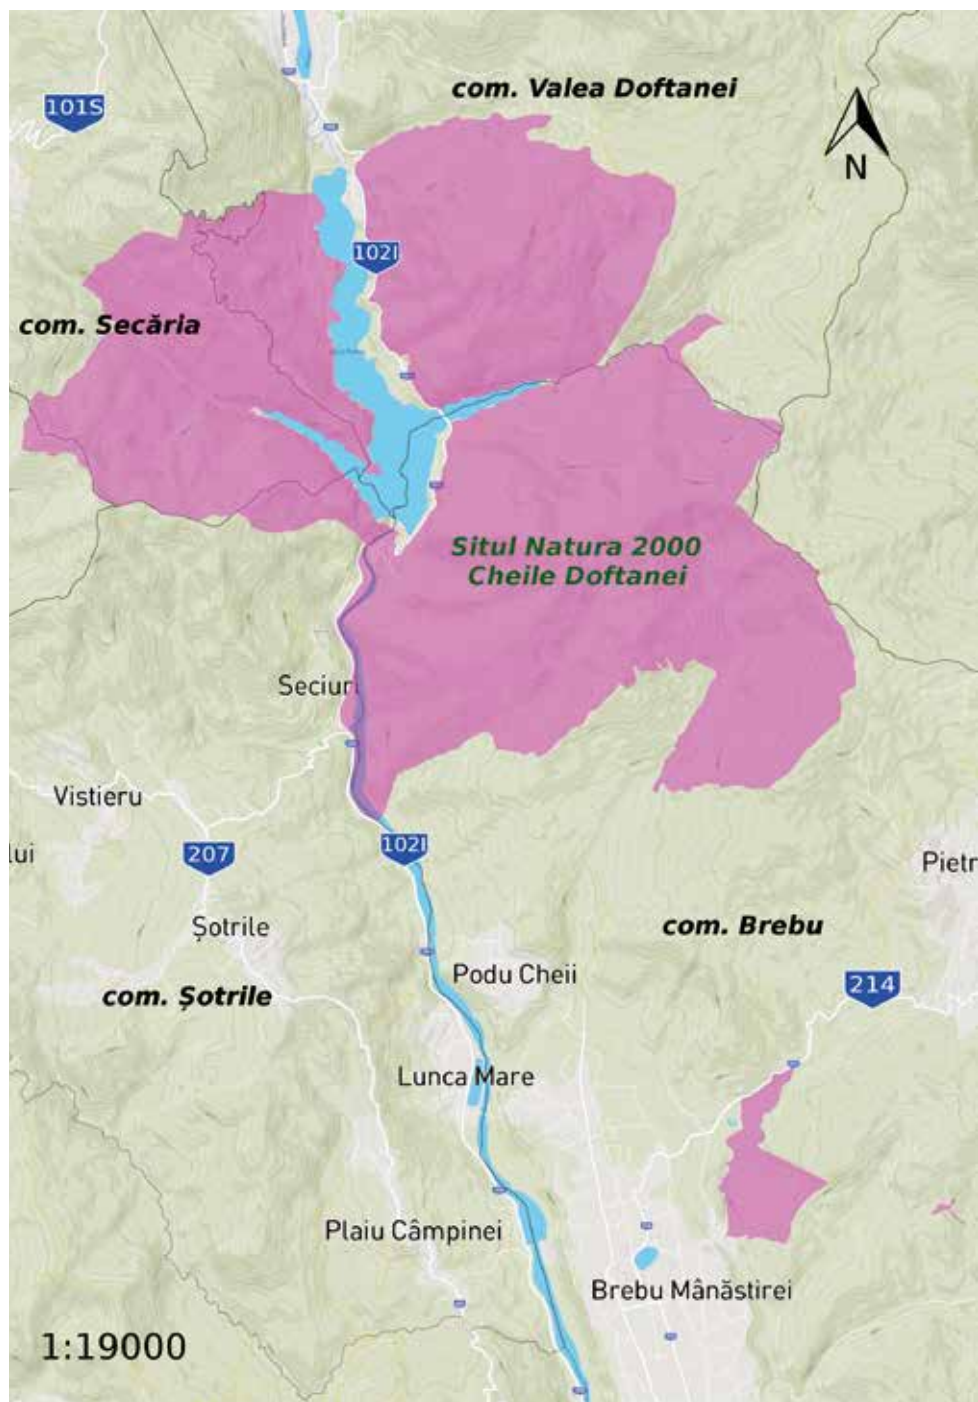 com. Valea Doftanei
101S
N
102I
com. Secăria
Situl Natura 2000
Cheile Doftanei
Seciuri
Vistieru
lui
207
102I
Pietr
Șotrile
com. Brebu
com. Șotrile
Podu Cheii
214
Lunca Mare
Plaiu Câmpinei
Brebu Mânăstirei
1:19000